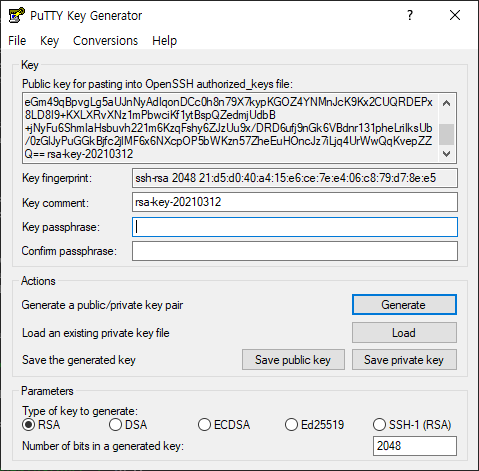 PuTTY Key Generator
?
File Key Conversions Help
Key
Public key for pasting into OpenSSH authorized_keys file:
eGm49qBpvgLg5aUJnNyAdIqonDCc0h8n79X7kypKGOZ4YNMnJcK9Kx2CUQRDEPx
8LD8I9+KXLXRvXNz1mPbwciKf1ytBspQZedmjUdbB
+jNyFu6ShmIaHsbuvh221m6KzqFshy6ZJzUu9x/DRD6ufj9nGk6VBdnr131pheLrilksUb
/0zGlJyPuGGkBjfc2jlMF6x6NXcpOP5bWKzn57ZheEuHOncJz7iLjq4UrWwQqKvepZZ
Q== rsa-key-20210312
Key fingerprint: ssh-rsa 2048 21:d5:d0:40:a4:15:e6:ce:7e:e4:06:c8:79:d7:8e:e5
Key comment: rsa-key-20210312
Key passphrase:
Confirm passphrase:
Actions
Generate a public/private key pair Generate
Load an existing private key file Load
Save the generated key Save public key Save private key
Parameters
Type of key to generate:
RSA DSA ECDSA Ed25519 SSH-1 (RSA)
Number of bits in a generated key: 2048